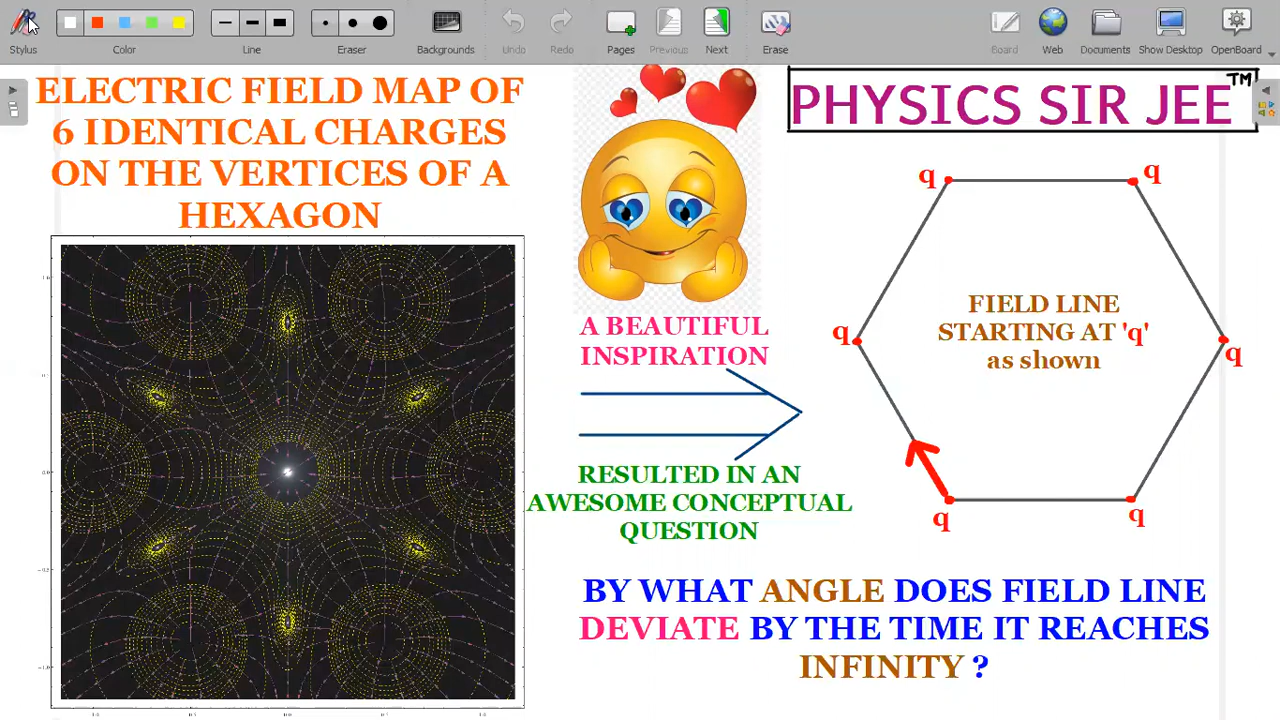 Stylus
Color
Line
Eraser
Backgrounds
Undo
Redo
Pages
Previous
Next
Erase
Board
Web
Documents
Show Desktop
OpenBoard
ELECTRIC FIELD MAP OF
6 IDENTICAL CHARGES
ON THE VERTICES OF A
HEXAGON
A BEAUTIFUL
INSPIRATION
RESULTED IN AN
AWESOME CONCEPTUAL
QUESTION
PHYSICS SIR JEE™
q
q
q
FIELD LINE
STARTING AT 'q'
as shown
q
q
q
BY WHAT ANGLE DOES FIELD LINE
DEVIATE BY THE TIME IT REACHES
INFINITY ?